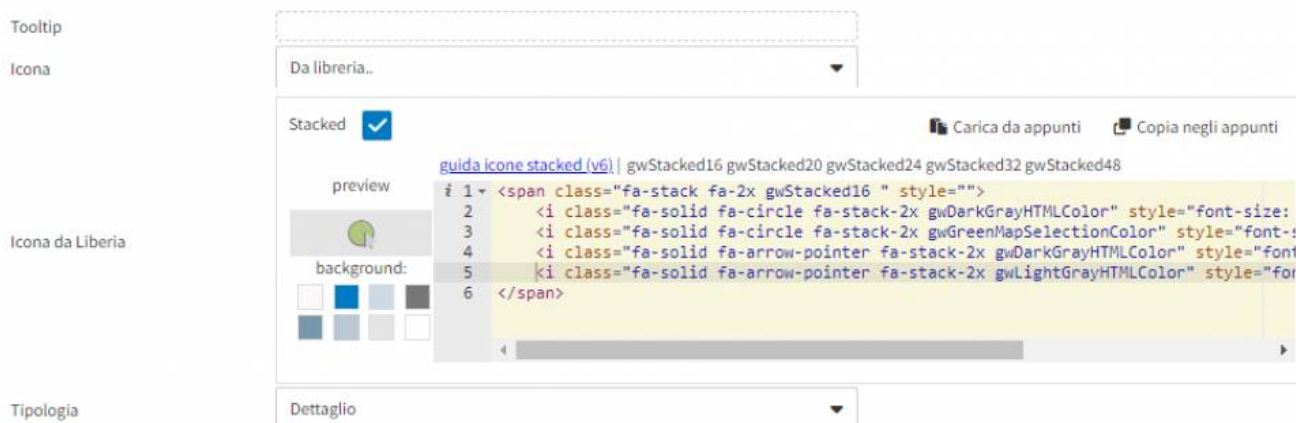 Tooltip
Icona
Da libreria..
Stacked
Carica da appunti
Copia negli appunti
guida icone stacked (v6) | gwStacked16 gwStacked20 gwStacked24 gwStacked32 gwStacked48
preview
background:
Icona da Liberia
i 1 <span class="fa-stack fa-2x gwStacked16 " style="">
2 <i class="fa-solid fa-circle fa-stack-2x gwDarkGrayHTMLColor" style="font-size:
3 <i class="fa-solid fa-circle fa-stack-2x gwGreenMapSelectionColor" style="font-s
4 <i class="fa-solid fa-arrow-pointer fa-stack-2x gwDarkGrayHTMLColor" style="font
5 <i class="fa-solid fa-arrow-pointer fa-stack-2x gwLightGrayHTMLColor" style="fon
6 </span>
Tipologia
Dettaglio